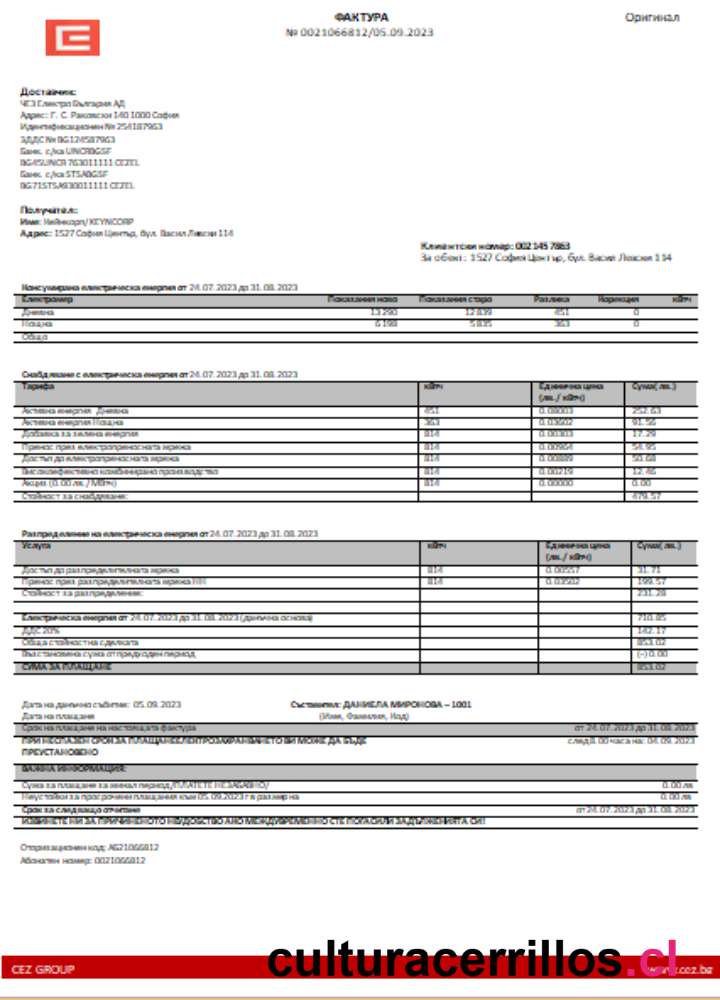 ФАКТУРА
Оригинал
№ 0021066812/05.09.2023
Доставчик:
ЧЕЗ Електро България АД
Адрес: Г. С. Раковски 140 1000 София
Идентификационен № 254187963
ЗДДС № BG124587963
Банк. с/ка UNCRBGSF
BG45UNCR 763011111 CEZEL
Банк. с/ка STSABGSF
BG71STSA930011111 CEZEL
Получател:
Име: Кейнкорп/ KEYNCORP
Адрес: 1527 София Център, бул. Васил Левски 114
Клиентски номер: 0021457863
За обект: 1527 София Център, бул. Васил Левски 114
Консумирана електрическа енергия от 24.07.2023 до 31.08.2023
Електромер Показания ново Показания старо Разлика Корекция кВтч
Дневна 13 290 12 839 451 0
Нощна 6 198 5 835 363 0
Общо
Снабдяване с електрическа енергия от 24.07.2023 до 31.08.2023
Тарифа кВтч Единична цена (лв./ кВтч) Сума( лв.)
Активна енергия Дневна 451 252.63
Активна енергия Нощна 363 91.56
Добавка за зелена енергия 814 0.00303 17.29
Пренос през електропреносната мрежа 814 0.00964 54.95
Достъп до електропреносната мрежа 814 0.00889 50.68
Високоефективно комбинирано производство 814 0.00219 12.46
Акциз (0.00 лв./ МВтч) 814 0.00000 0.00
Стойност за снабдяване: 479.57
Разпределение на електрическа енергия от 24.07.2023 до 31.08.2023
Услуга кВтч Единична цена (лв./ кВтч) Сума( лв.)
Достъп до разпределителната мрежа 814 0.00557 31.71
Пренос през разпределителната мрежа НН 814 0.03502 199.57
Стойност за разпределение: 231.28
Електрическа енергия от 24.07.2023 до 31.08.2023 (данъчна основа) 710.85
ДДС 20% 142.17
Обща стойност на сделката 853.02
Възстановена сума от предходен период (-) 0.00
СУМА ЗА ПЛАЩАНЕ 853.02
Дата на данъчно събитие: 05.09.2023
Съставител: ДАНИЕЛА МИРОНОВА – 1001
Дата на плащане
(Име, Фамилия, Код)
Срок на плащане на настоящата фактура от 24.07.2023 до 31.08.2023
ПРИ НЕСПАЗЕН СРОК ЗА ПЛАЩАНЕ ЕЛЕКТРОЗАХРАНВАНЕТО ВИ МОЖЕ ДА БЪДЕ след 8.00 часа на: 04.09.2023
ПРЕУСТАНОВЕНО
ВАЖНА ИНФОРМАЦИЯ:
Сума за плащане за минал период/ПЛАТЕТЕ НЕЗАБАВНО/ 0.00 лв
Неустойки за просрочени плащания към 05.09.2023 г в размер на 0.00 лв
Срок за следващо отчитане от 24.07.2023 до 31.08.2023
ИЗВИНЕТЕ НИ ЗА ПРИЧИНЕНОТО НЕУДОБСТВО АКО МЕЖДУВРЕМЕННО СТЕ ПОГАСИЛИ ЗАДЪЛЖЕНИЯТА СИ!
Оторизационен код: АБ21066812
Абонатен номер: 0021066812
culturacerrillos.cl
CEZ GROUP
www.cez.bg